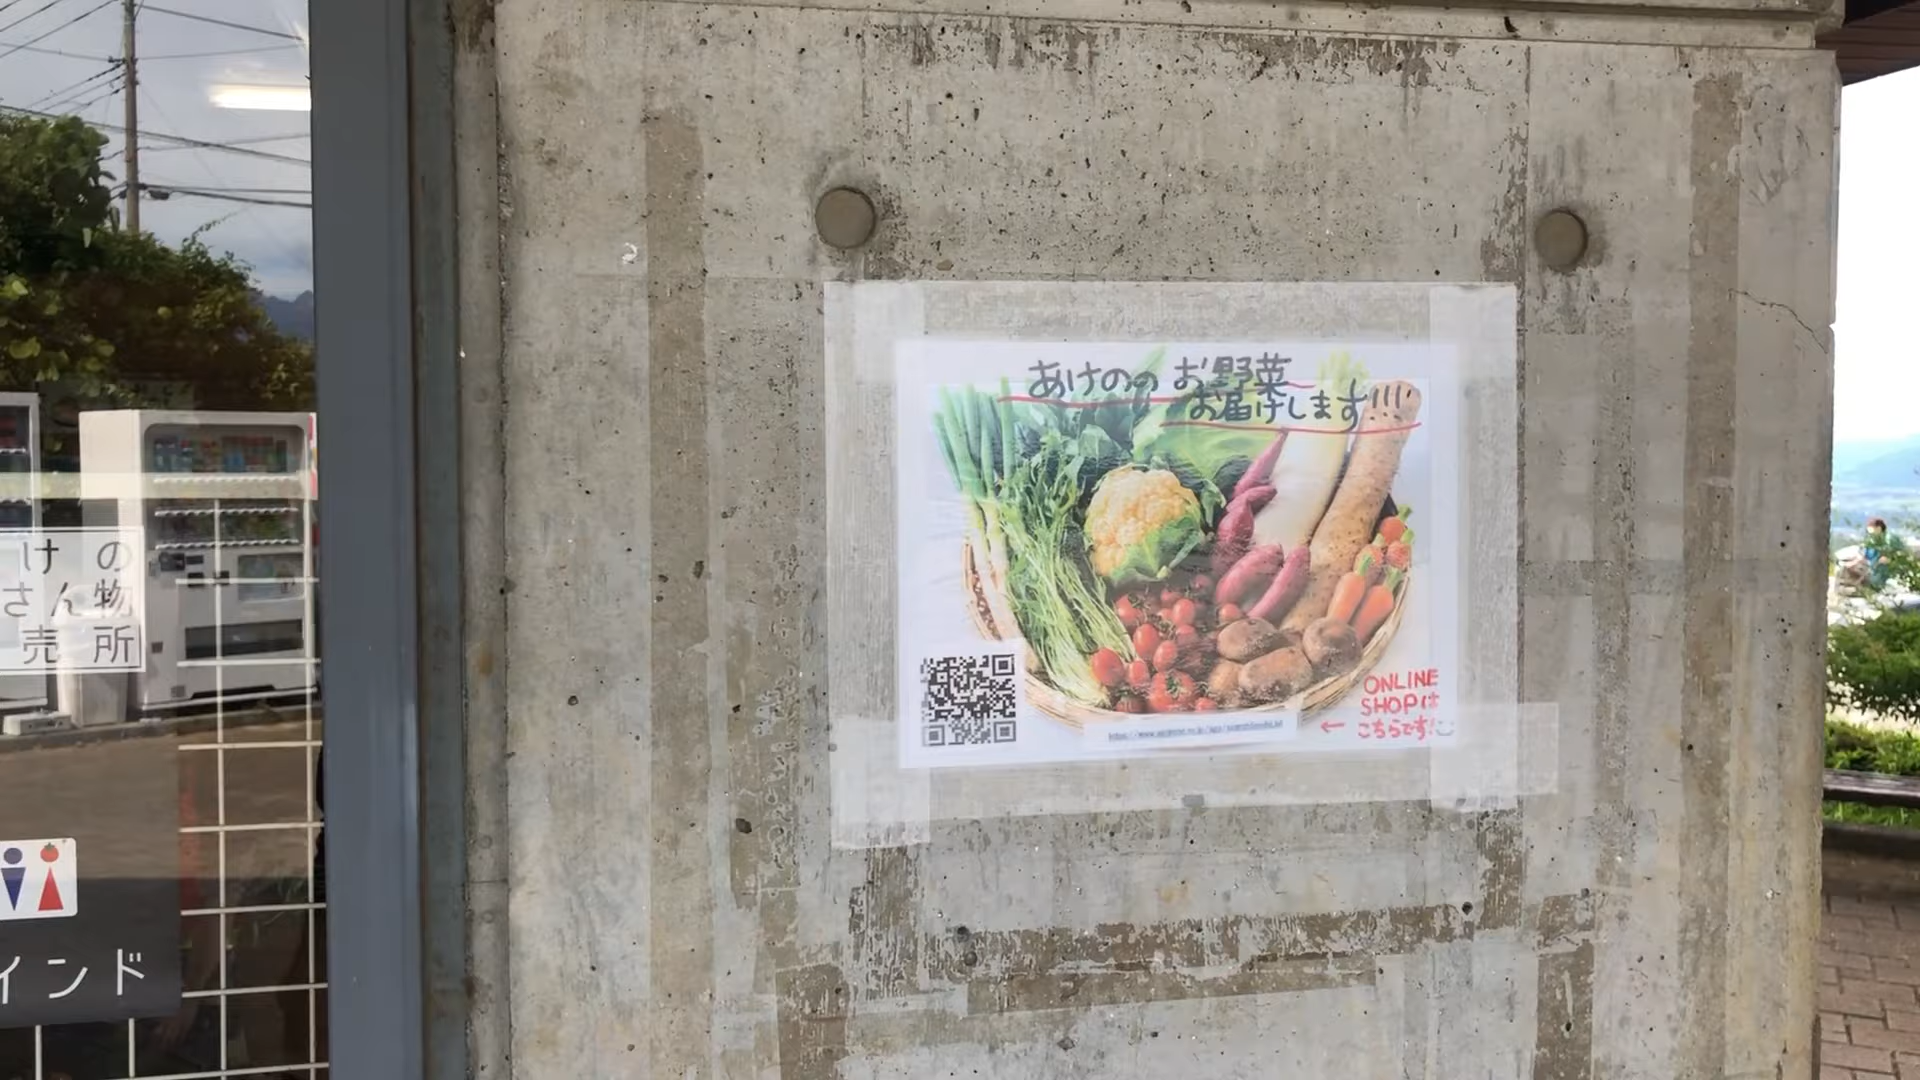 あけのの お野菜
お届けします!!!
ONLINE
SHOPは
← こちらです!
けの
さん物
売所
インド